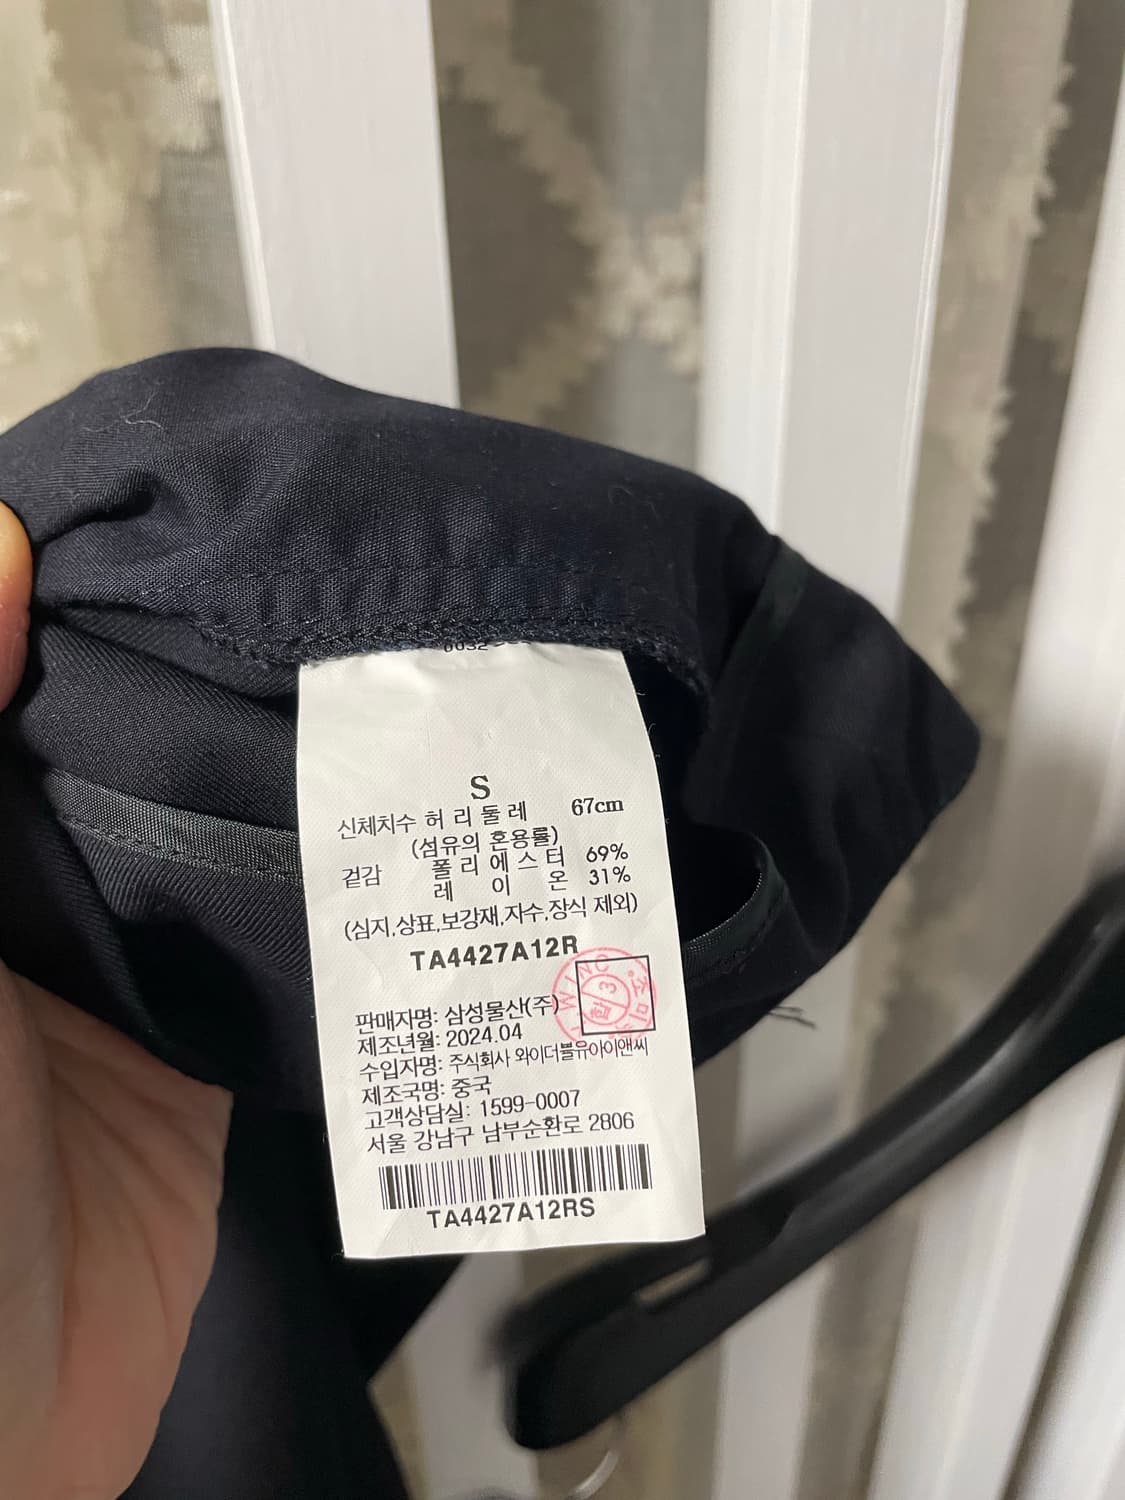 S
신체치수 허 리 둘 레 67cm
(섬유의 혼용률)
겉감 폴 리 에 스 터 69%
레 이 온 31%
(심지,상표,보강재,자수,장식 제외)
TA4427A12R
판매자명: 삼성물산(주)
제조년월: 2024.04
수입자명: 주식회사 와이더블유아이앤씨
제조국명: 중국
고객상담실: 1599-0007
서울 강남구 남부순환로 2806
TA4427A12RS